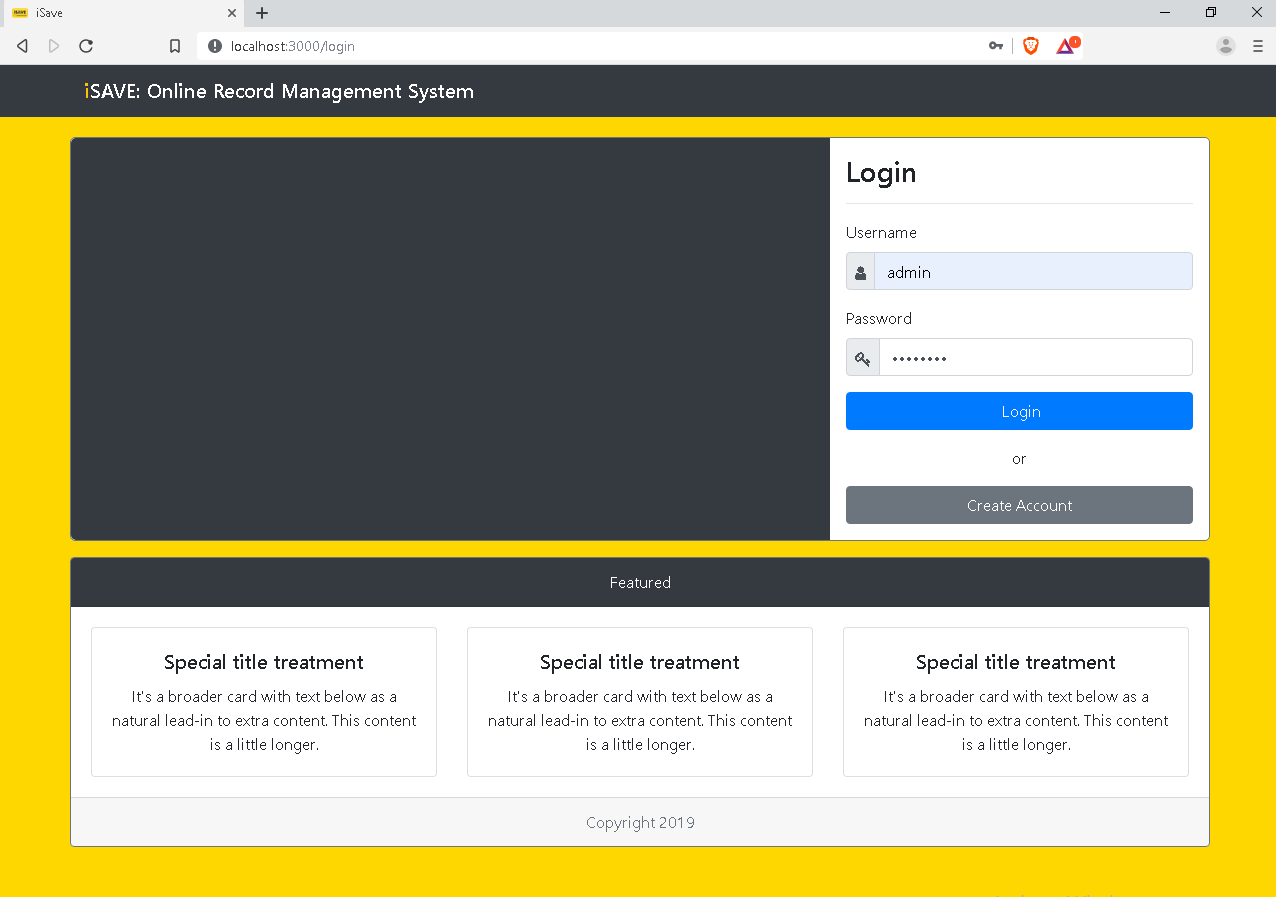 iSave
localhost:3000/login
iSAVE: Online Record Management System
Login
Username
admin
Password
••••••••
Login
or
Create Account
Featured
Special title treatment
It's a broader card with text below as a
natural lead-in to extra content. This content
is a little longer.
Special title treatment
It's a broader card with text below as a
natural lead-in to extra content. This content
is a little longer.
Special title treatment
It's a broader card with text below as a
natural lead-in to extra content. This content
is a little longer.
Copyright 2019